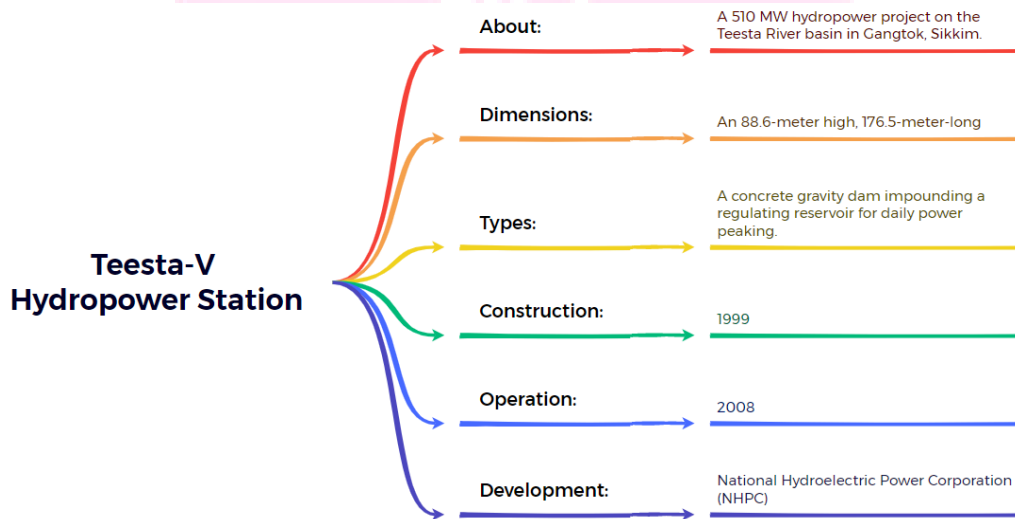 Teesta-V
Hydropower Station
About:
A 510 MW hydropower project on the
Teesta River basin in Gangtok, Sikkim.
Dimensions:
An 88.6-meter high, 176.5-meter-long
Types:
A concrete gravity dam impounding a
regulating reservoir for daily power
peaking.
Construction:
1999
Operation:
2008
Development:
National Hydroelectric Power Corporation
(NHPC)